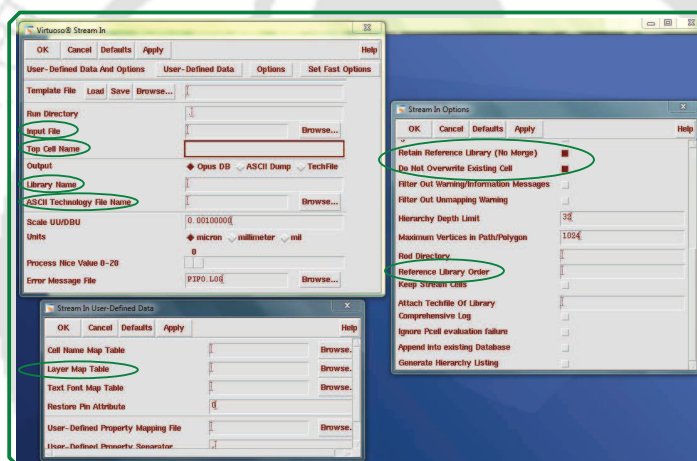 Virtuoso® Stream In
OK Cancel Defaults Apply Help
User-Defined Data And Options User-Defined Data Options Set Fast Options
Template File Load Save Browse...
Run Directory .
Input File Browse...
Top Cell Name
Output Opus DB ASCII Dump TechFile
Library Name
ASCII Technology File Name Browse...
Scale UU/DBU 0.00100000
Units micron millimeter mil
0
Process Nice Value 0-20
Error Message File PIPO.LOG Browse...
Stream In User-Defined Data
OK Cancel Defaults Apply Help
Cell Name Map Table Browse.
Layer Map Table Browse.
Text Font Map Table Browse.
Restore Pin Attribute 0
User-Defined Property Mapping File Browse.
User-Defined Property Separator ,
Stream In Options
OK Cancel Defaults Apply Help
Retain Reference Library (No Merge)
Do Not Overwrite Existing Cell
Filter Out Warning/Information Messages
Filter Out Unmapping Warning
Hierarchy Depth Limit 32
Maximum Vertices in Path/Polygon 1024
Rod Directory
Reference Library Order
Keep Stream Cells
Attach Techfile Of Library
Comprehensive Log
Ignore Pcell evaluation failure
Append into existing Database
Generate Hierarchy Listing